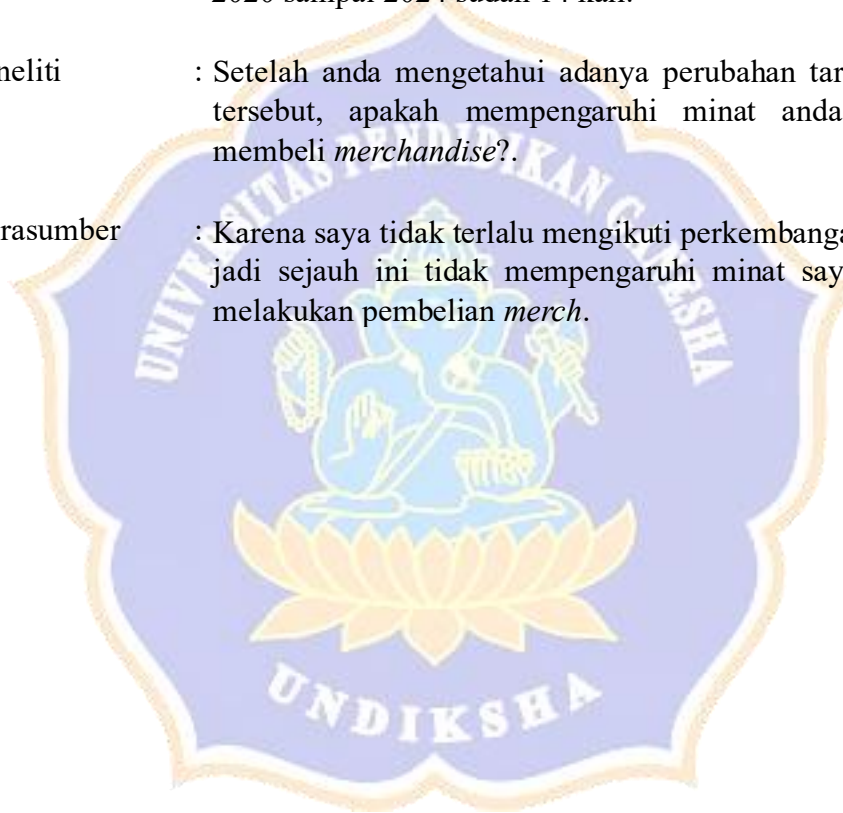 2020 sampai 2024 sudah 14 kali.
neliti : Setelah anda mengetahui adanya perubahan tar
tersebut, apakah mempengaruhi minat anda
membeli merchandise?.
rasumber : Karena saya tidak terlalu mengikuti perkembanga
jadi sejauh ini tidak mempengaruhi minat say
melakukan pembelian merch.
UNIVERSITAS PENDIDIKAN GANESHA
UNDIKSHA